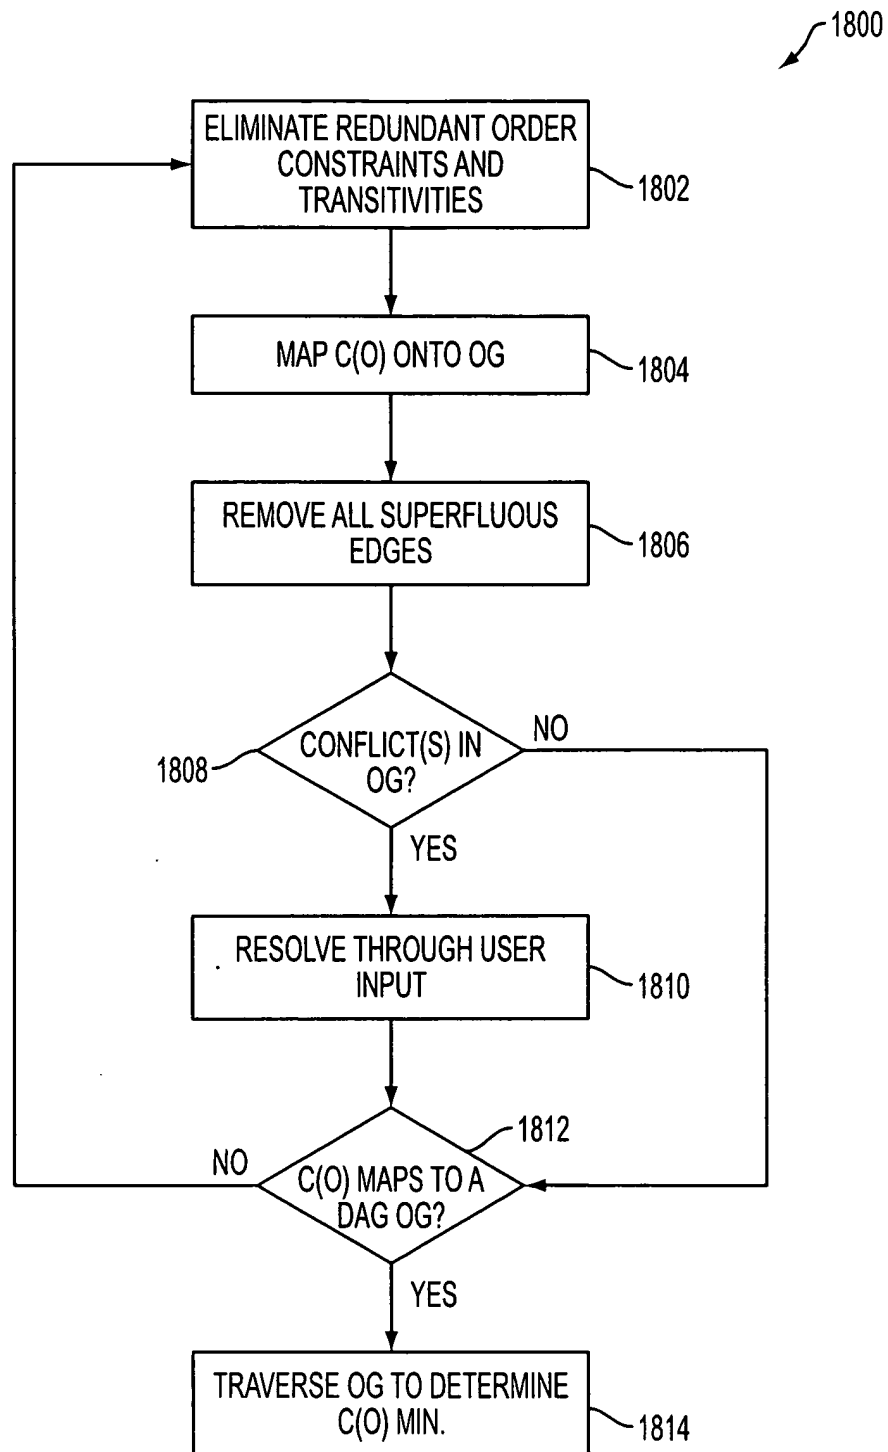 1800
ELIMINATE REDUNDANT ORDER
CONSTRAINTS AND
TRANSITIVITIES
1802
MAP C(O) ONTO OG
1804
REMOVE ALL SUPERFLUOUS
EDGES
1806
CONFLICT(S) IN
OG?
1808
NO
YES
RESOLVE THROUGH USER
INPUT
1810
1812
NO
C(O) MAPS TO A
DAG OG?
YES
TRAVERSE OG TO DETERMINE
C(O) MIN.
1814